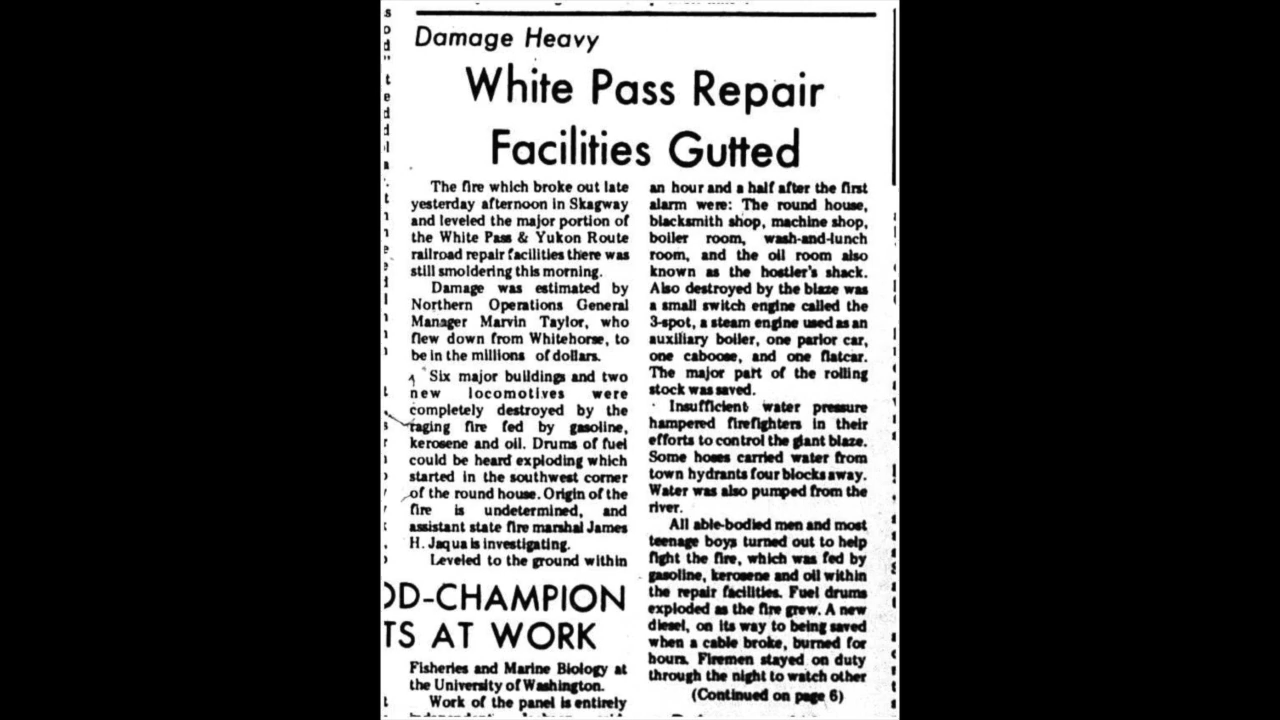 Damage Heavy
White Pass Repair
Facilities Gutted
The fire which broke out late
yesterday afternoon in Skagway
and leveled the major portion of
the White Pass & Yukon Route
railroad repair facilities there was
still smoldering this morning.
Damage was estimated by
Northern Operations General
Manager Marvin Taylor, who
flew down from Whitehorse, to
be in the millions of dollars.
Six major buildings and two
new locomotives were
completely destroyed by the
raging fire fed by gasoline,
kerosene and oil. Drums of fuel
could be heard exploding which
started in the southwest corner
of the round house. Origin of the
fire is undetermined, and
assistant state fire marshal James
H. Jaqua is investigating.
Leveled to the ground within
an hour and a half after the first
alarm were: The round house,
blacksmith shop, machine shop,
boiler room, wash-and-lunch
room, and the oil room also
known as the hostler's shack.
Also destroyed by the blaze was
a small switch engine called the
3-spot, a steam engine used as an
auxiliary boiler, one parlor car,
one caboose, and one flatcar.
The major part of the rolling
stock was saved.
Insufficient water pressure
hampered firefighters in their
efforts to control the giant blaze.
Some hoses carried water from
town hydrants four blocks away.
Water was also pumped from the
river.
All able-bodied men and most
teenage boys turned out to help
fight the fire, which was fed by
gasoline, kerosene and oil within
the repair facilities. Fuel drums
exploded as the fire grew. A new
diesel, on its way to being saved
when a cable broke, burned for
hours. Firemen stayed on duty
through the night to watch other
(Continued on page 6)
OD-CHAMPION
TS AT WORK
Fisheries and Marine Biology at
the University of Washington.
Work of the panel is entirely